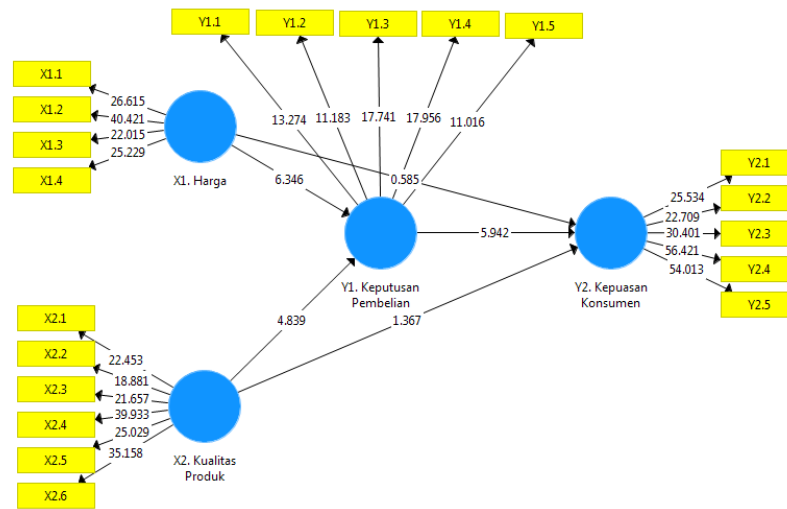 Y1.1
Y1.2
Y1.3
Y1.4
Y1.5
X1.1
X1.2
X1.3
X1.4
26.615
40.421
22.015
25.229
X1. Harga
13.274
11.183
17.741
17.956
11.016
6.346
0.585
Y1. Keputusan
Pembelian
5.942
4.839
1.367
Y2. Kepuasan
Konsumen
25.534
22.709
30.401
56.421
54.013
Y2.1
Y2.2
Y2.3
Y2.4
Y2.5
X2.1
X2.2
X2.3
X2.4
X2.5
X2.6
22.453
18.881
21.657
39.933
25.029
35.158
X2. Kualitas
Produk